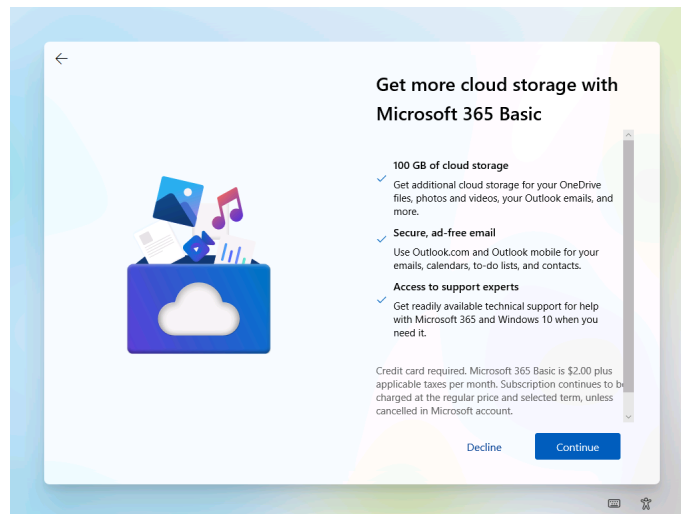 Get more cloud storage with
Microsoft 365 Basic
100 GB of cloud storage
Get additional cloud storage for your OneDrive
files, photos and videos, your Outlook emails, and
more.
Secure, ad-free email
Use Outlook.com and Outlook mobile for your
emails, calendars, to-do lists, and contacts.
Access to support experts
Get readily available technical support for help
with Microsoft 365 and Windows 10 when you
need it.
Credit card required. Microsoft 365 Basic is $2.00 plus
applicable taxes per month. Subscription continues to be
charged at the regular price and selected term, unless
cancelled in Microsoft account.
Decline
Continue